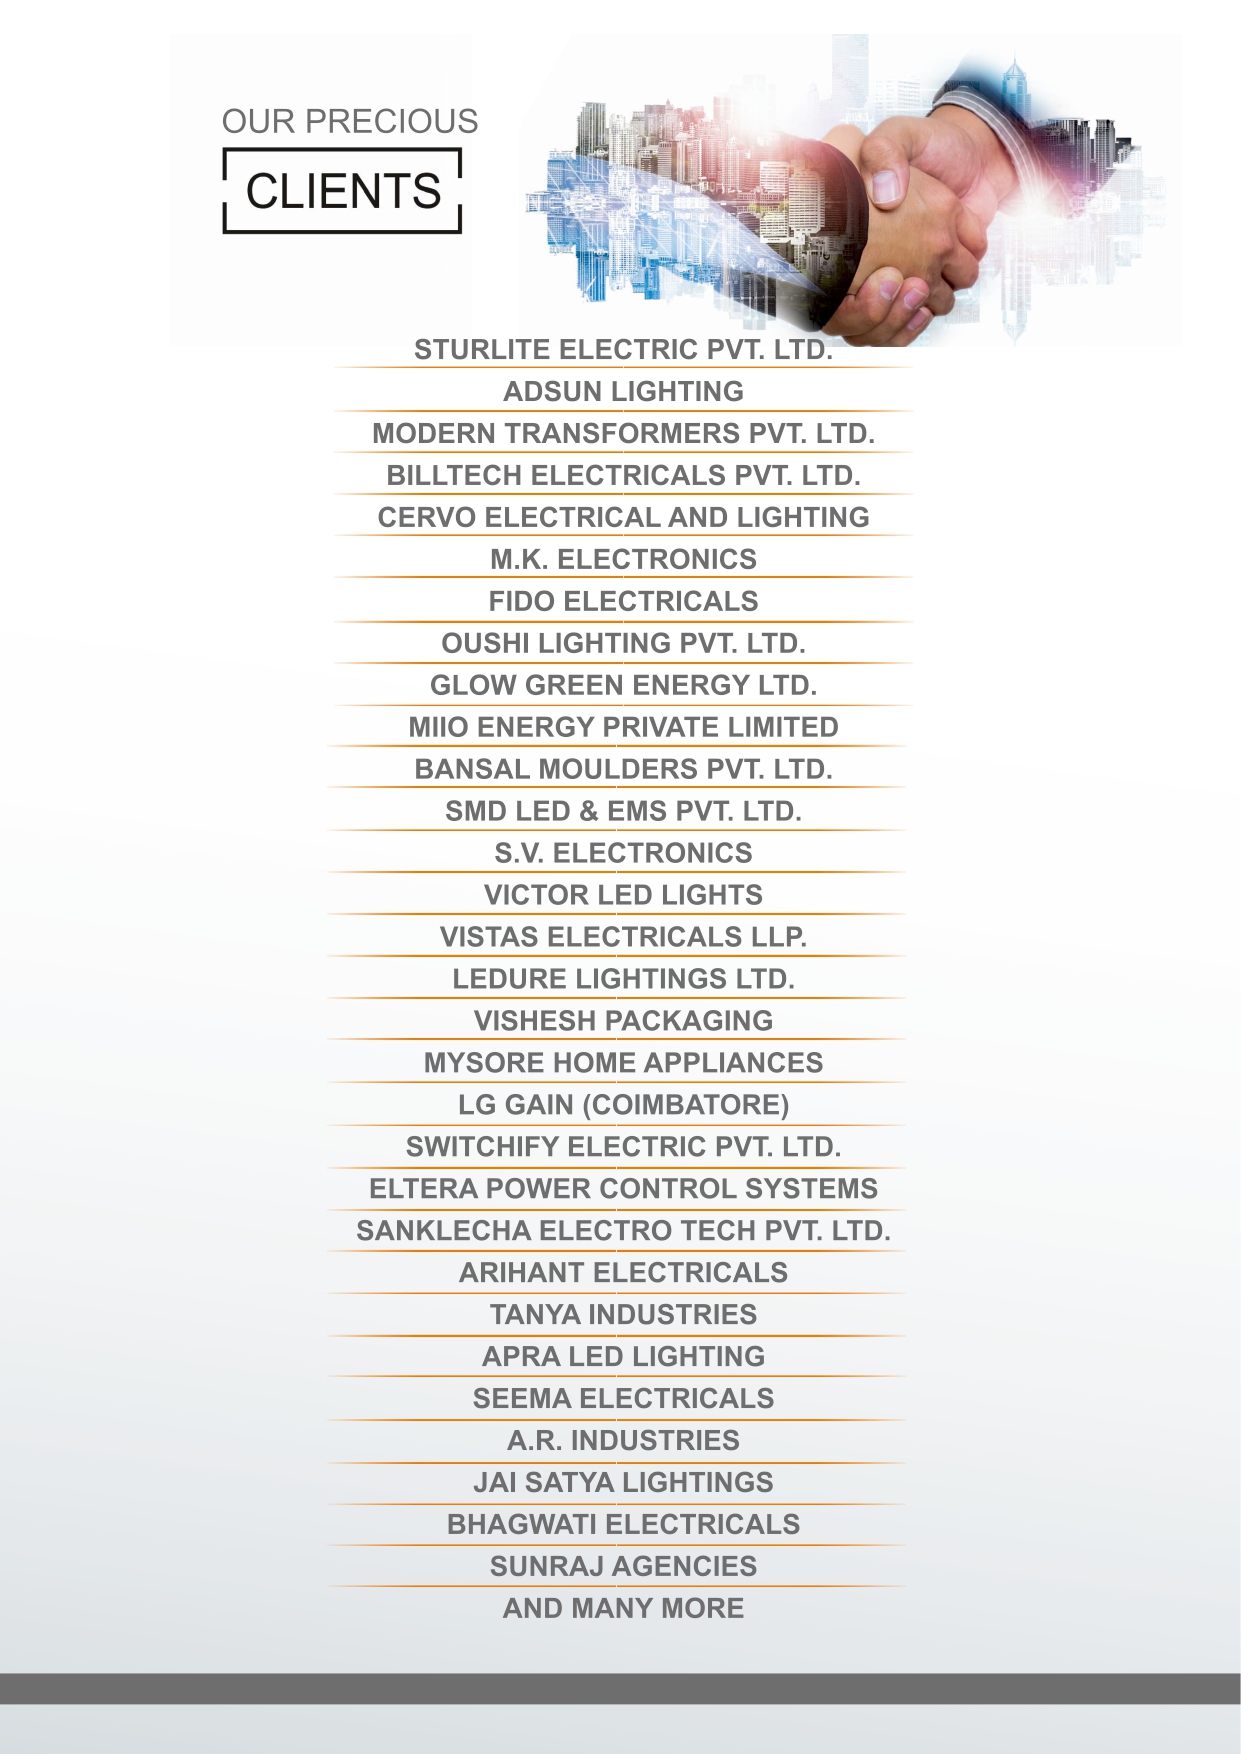 OUR PRECIOUS
CLIENTS
STURLITE ELECTRIC PVT. LTD.
ADSUN LIGHTING
MODERN TRANSFORMERS PVT. LTD.
BILLTECH ELECTRICALS PVT. LTD.
CERVO ELECTRICAL AND LIGHTING
M.K. ELECTRONICS
FIDO ELECTRICALS
OUSHI LIGHTING PVT. LTD.
GLOW GREEN ENERGY LTD.
MIIO ENERGY PRIVATE LIMITED
BANSAL MOULDERS PVT. LTD.
SMD LED & EMS PVT. LTD.
S.V. ELECTRONICS
VICTOR LED LIGHTS
VISTAS ELECTRICALS LLP.
LEDURE LIGHTINGS LTD.
VISHESH PACKAGING
MYSORE HOME APPLIANCES
LG GAIN (COIMBATORE)
SWITCHIFY ELECTRIC PVT. LTD.
ELTERA POWER CONTROL SYSTEMS
SANKLECHA ELECTRO TECH PVT. LTD.
ARIHANT ELECTRICALS
TANYA INDUSTRIES
APRA LED LIGHTING
SEEMA ELECTRICALS
A.R. INDUSTRIES
JAI SATYA LIGHTINGS
BHAGWATI ELECTRICALS
SUNRAJ AGENCIES
AND MANY MORE